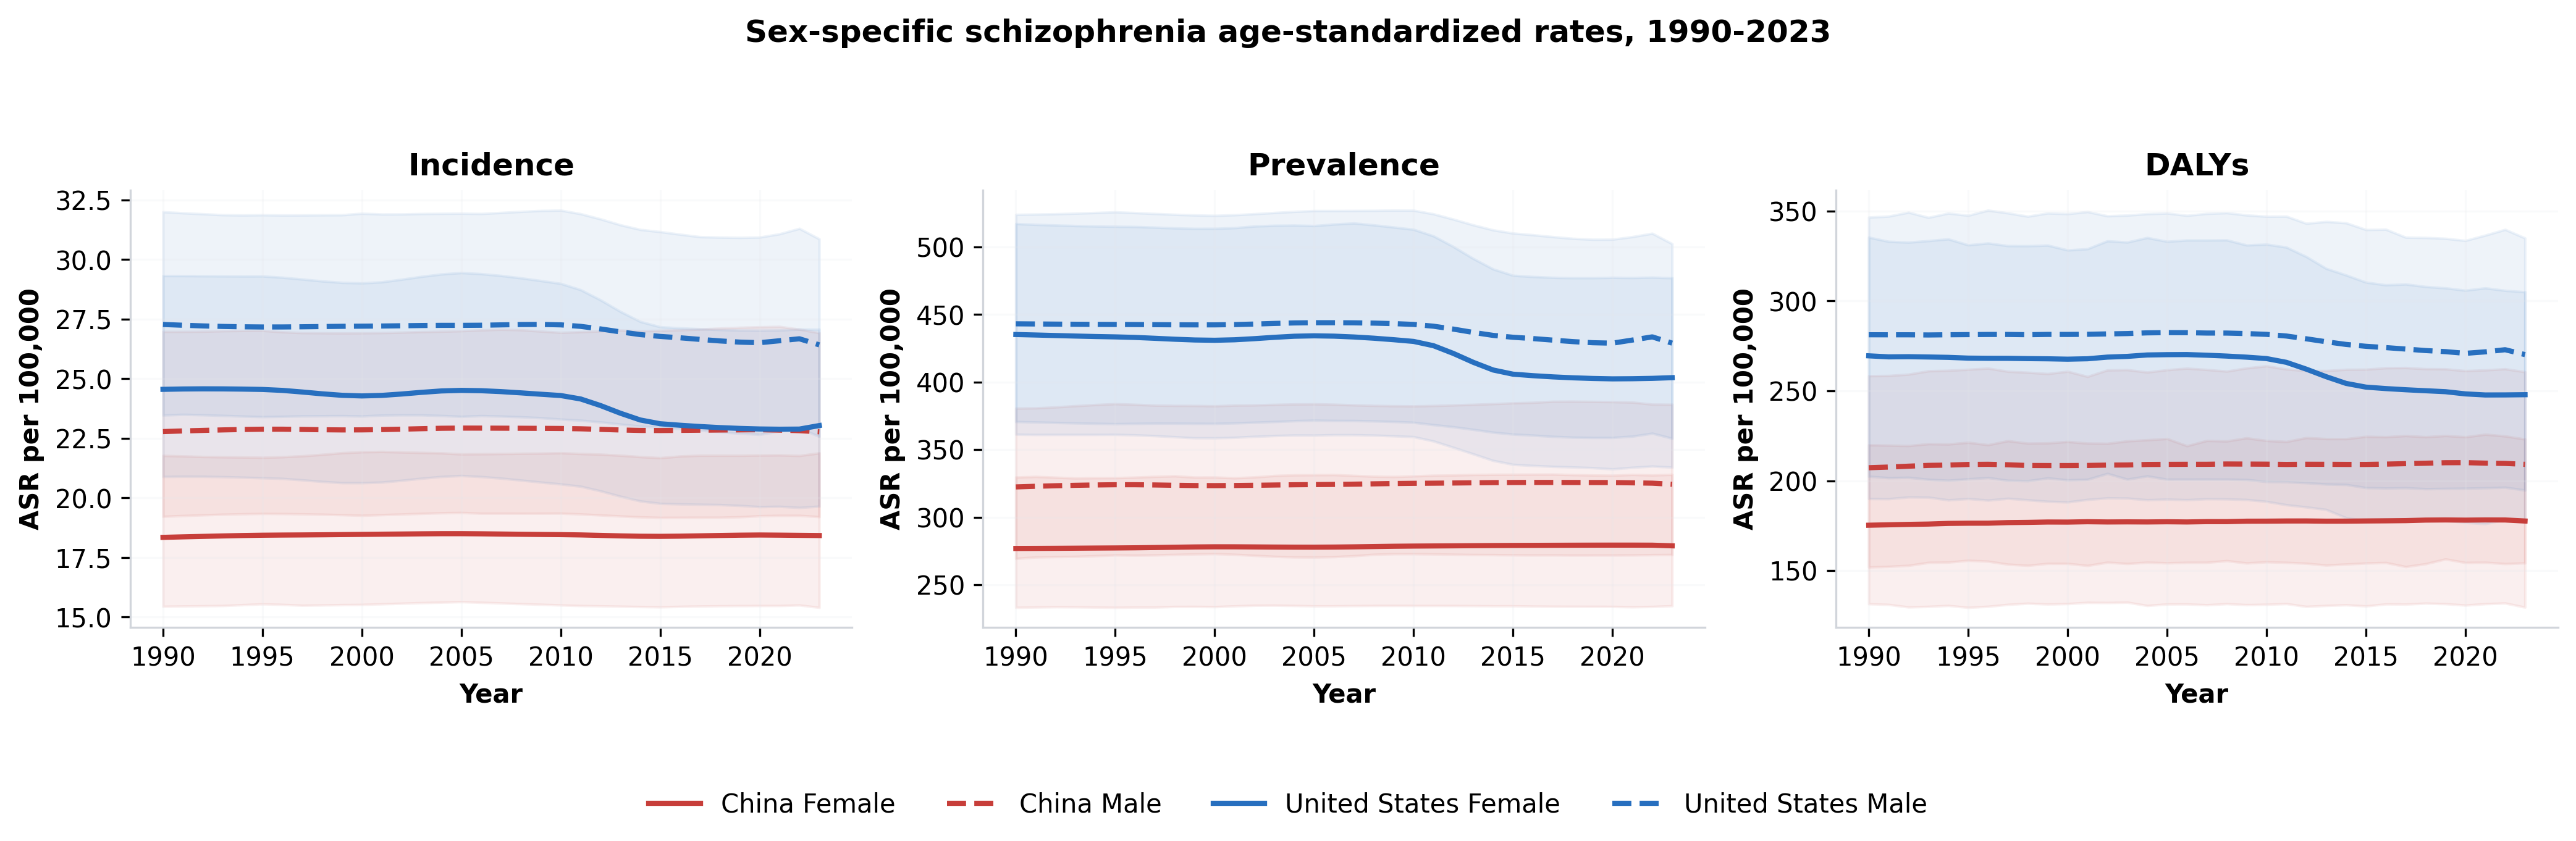 Sex-specific schizophrenia age-standardized rates, 1990-2023
Incidence
ASR per 100,000
32.5
30.0
27.5
25.0
22.5
20.0
17.5
15.0
1990 1995 2000 2005 2010 2015 2020
Year
Prevalence
ASR per 100,000
500
450
400
350
300
250
1990 1995 2000 2005 2010 2015 2020
Year
DALYs
ASR per 100,000
350
300
250
200
150
1990 1995 2000 2005 2010 2015 2020
Year
China Female China Male United States Female United States Male